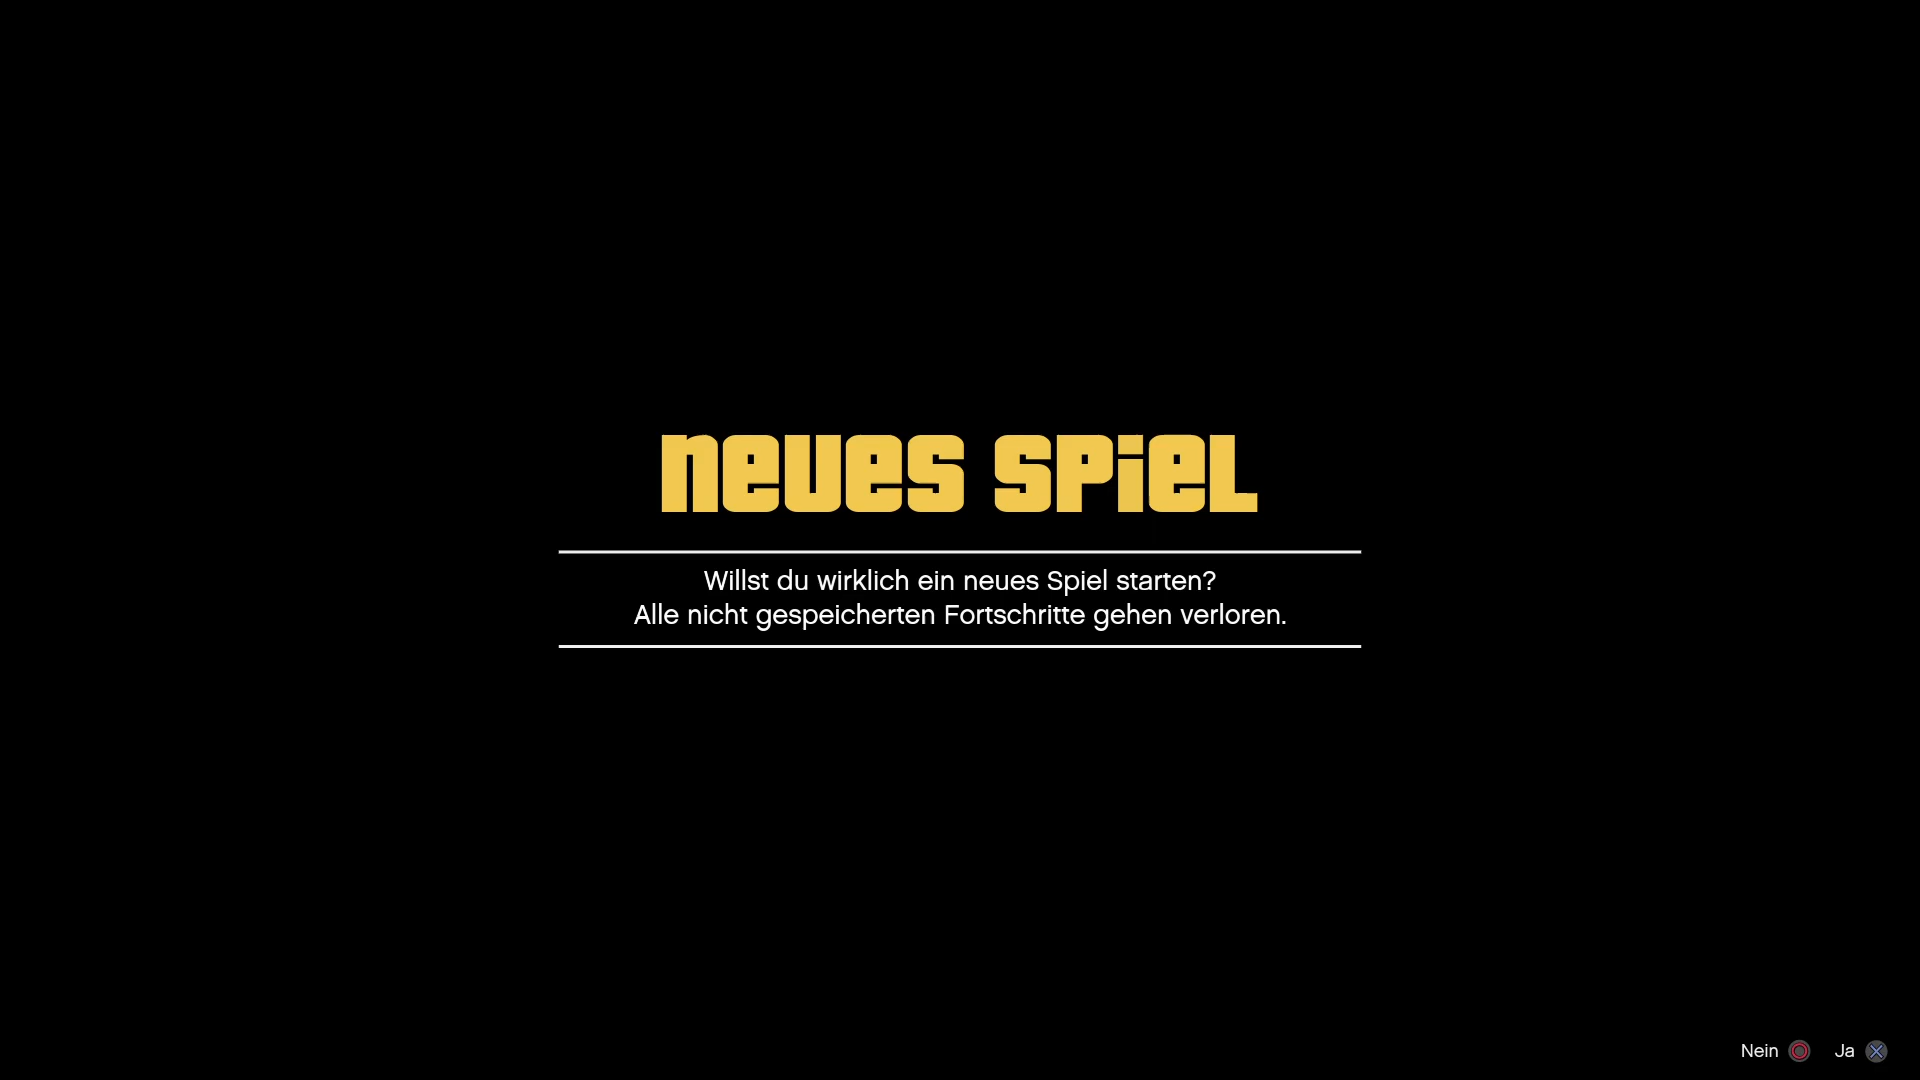 neues spiel
Willst du wirklich ein neues Spiel starten?
Alle nicht gespeicherten Fortschritte gehen verloren.
Nein Ja